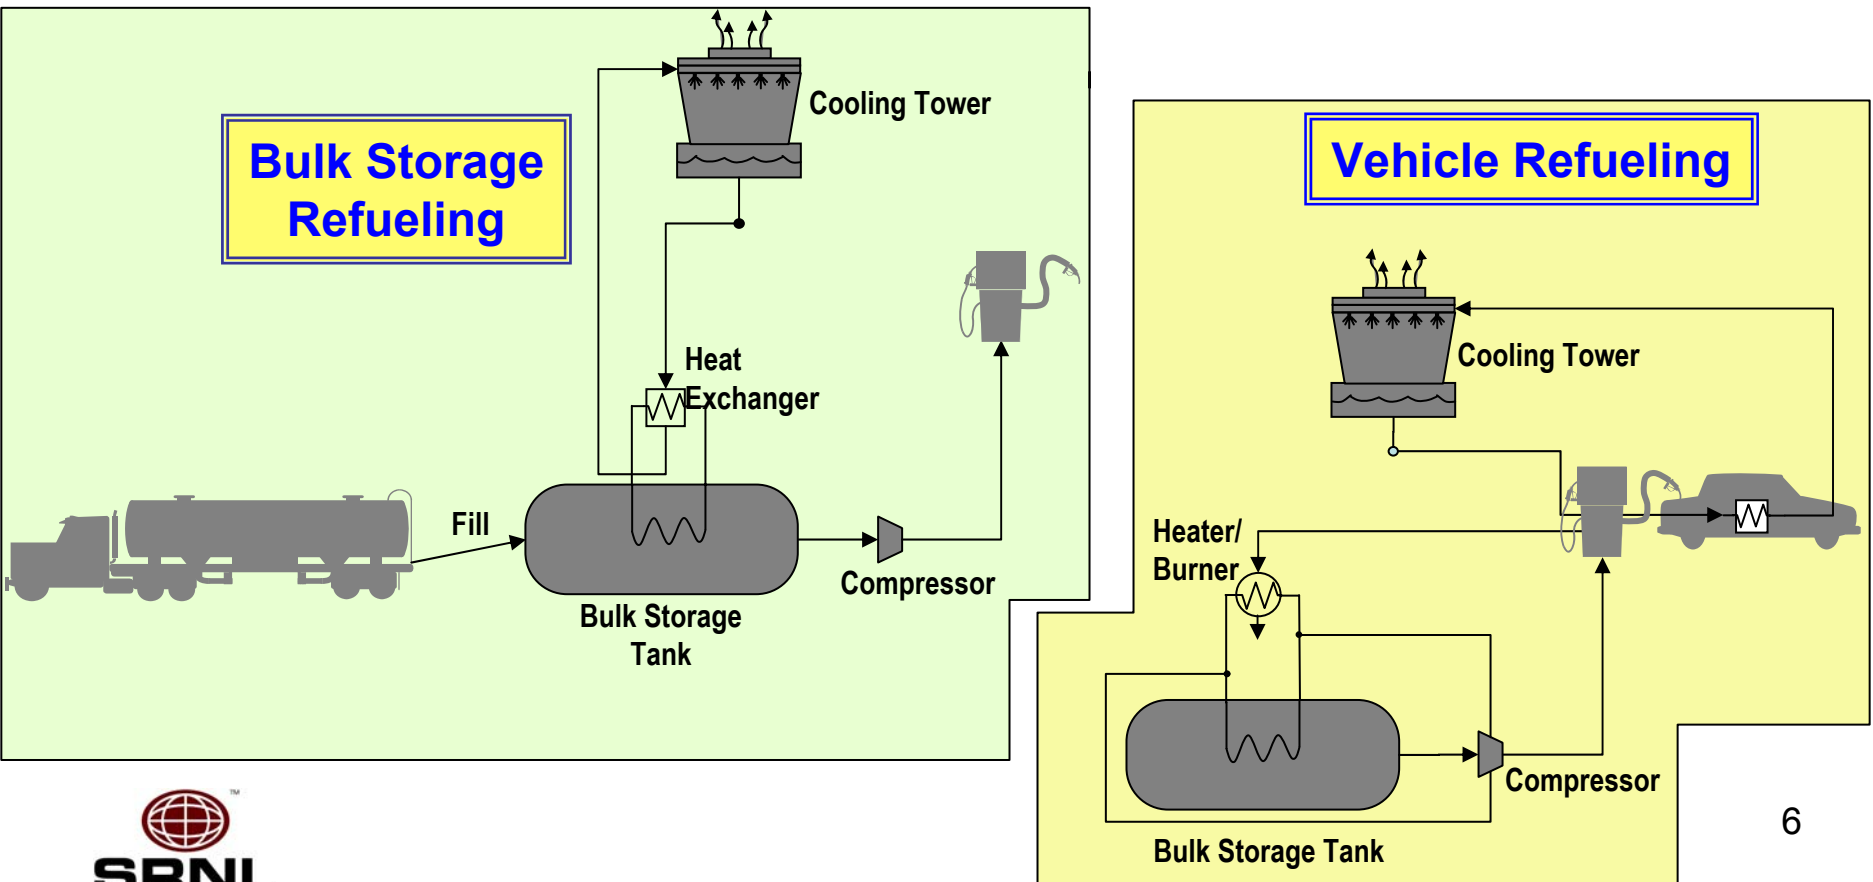 Bulk Storage
Refueling
Cooling Tower
Heat
Exchanger
Fill
Compressor
Bulk Storage
Tank
Vehicle Refueling
Cooling Tower
Heater/
Burner
Compressor
Bulk Storage Tank
TM
SRNL
6